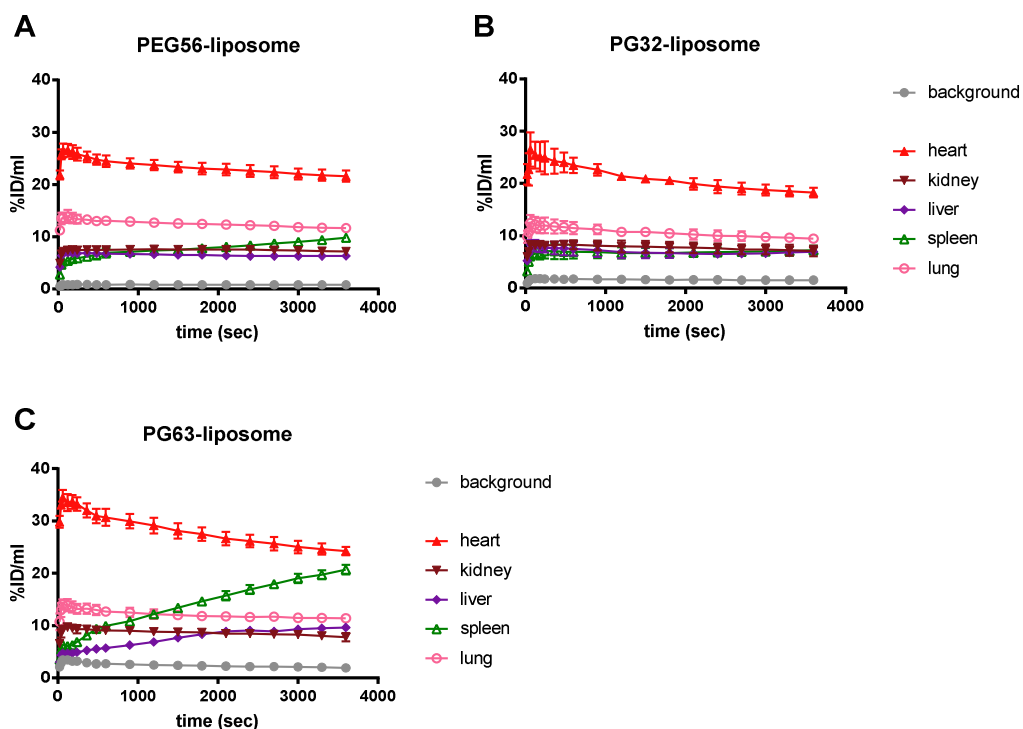 A
PEG56-liposome
%ID/ml
40
30
20
10
0
0 1000 2000 3000 4000
time (sec)
B
PG32-liposome
%ID/ml
40
30
20
10
0
0 1000 2000 3000 4000
time (sec)
background
heart
kidney
liver
spleen
lung
C
PG63-liposome
%ID/ml
40
30
20
10
0
0 1000 2000 3000 4000
time (sec)
background
heart
kidney
liver
spleen
lung